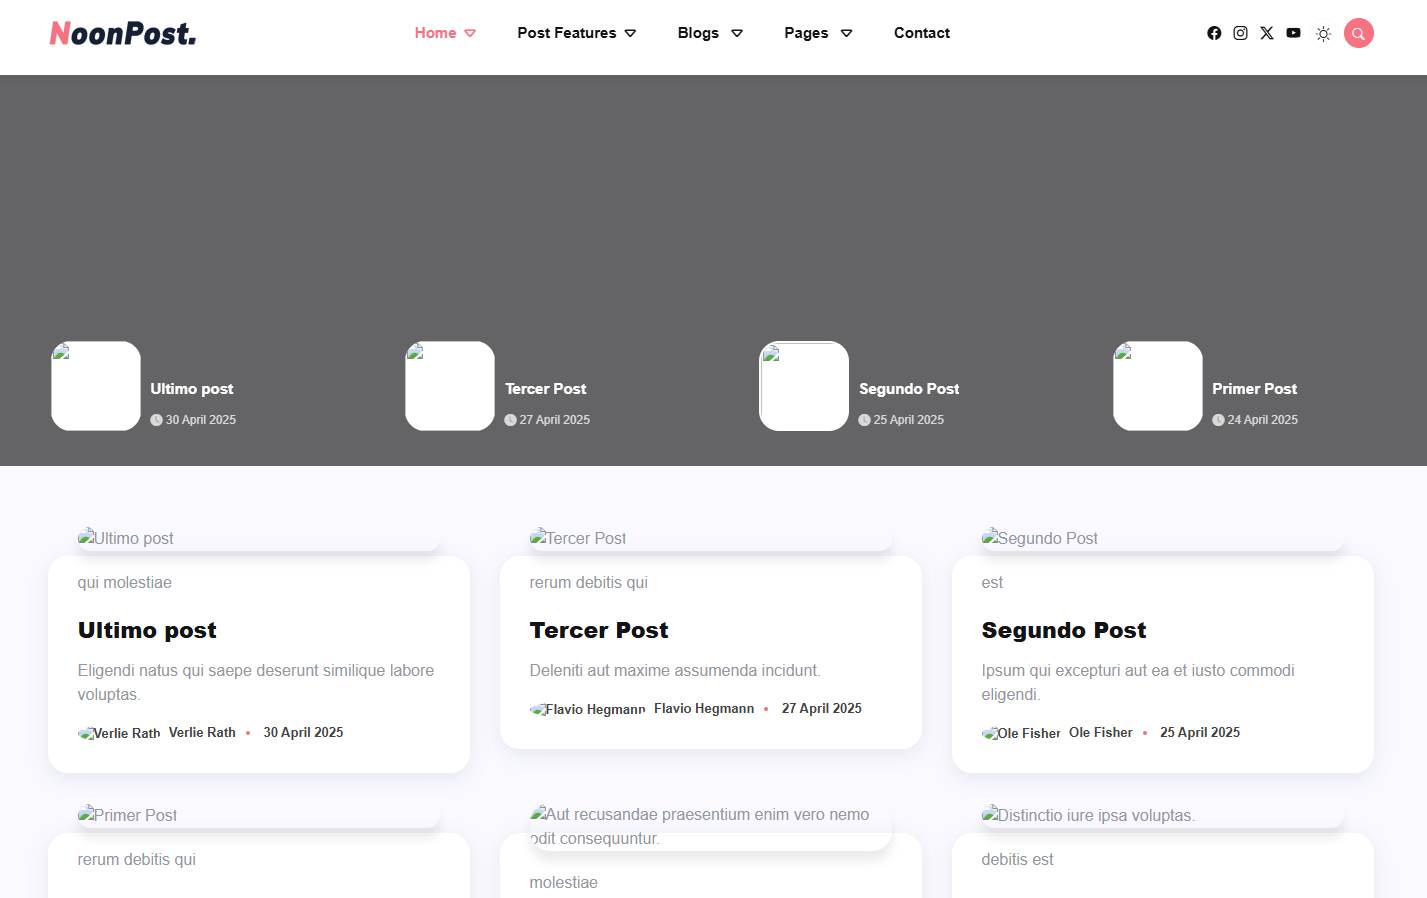 NoonPost.
Home
Post Features
Blogs
Pages
Contact
Ultimo post
30 April 2025
Tercer Post
27 April 2025
Segundo Post
25 April 2025
Primer Post
24 April 2025
Ultimo post
qui molestiae
Ultimo post
Eligendi natus qui saepe deserunt similique labore
voluptas.
Verlie Rath Verlie Rath • 30 April 2025
Tercer Post
rerum debitis qui
Tercer Post
Deleniti aut maxime assumenda incidunt.
Flavio Hegmann Flavio Hegmann • 27 April 2025
Segundo Post
est
Segundo Post
Ipsum qui excepturi aut ea et iusto commodi
eligendi.
Ole Fisher Ole Fisher • 25 April 2025
Primer Post
rerum debitis qui
Aut recusandae praesentium enim vero nemo
odit consequuntur.
molestiae
Distinctio iure ipsa voluptas.
debitis est